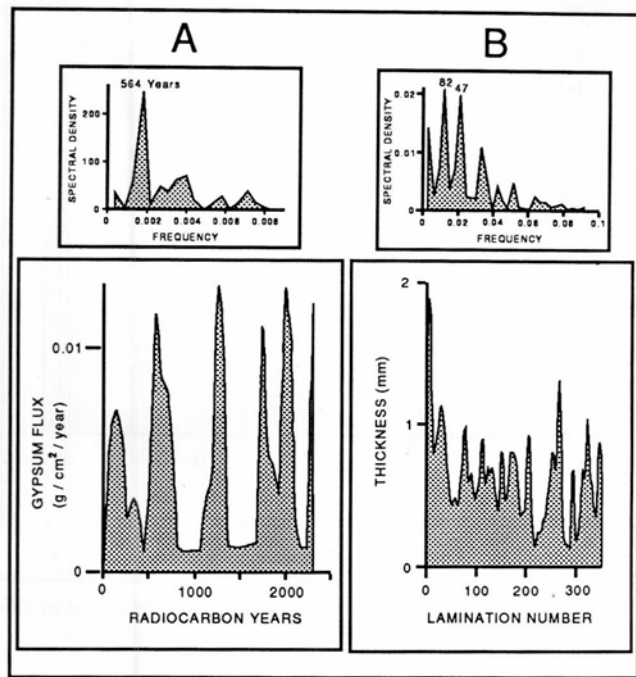 A
B
564 Years
SPECTRAL DENSITY
200
100
0
0 0.002 0.004 0.006 0.008
FREQUENCY
82 47
SPECTRAL DENSITY
0.02
0.01
0
0 0.02 0.04 0.06 0.08 0.1
FREQUENCY
GYPSUM FLUX
(g / cm² / year)
0.01
0
0 1000 2000
RADIOCARBON YEARS
THICKNESS (mm)
2
1
0
0 100 200 300
LAMINATION NUMBER